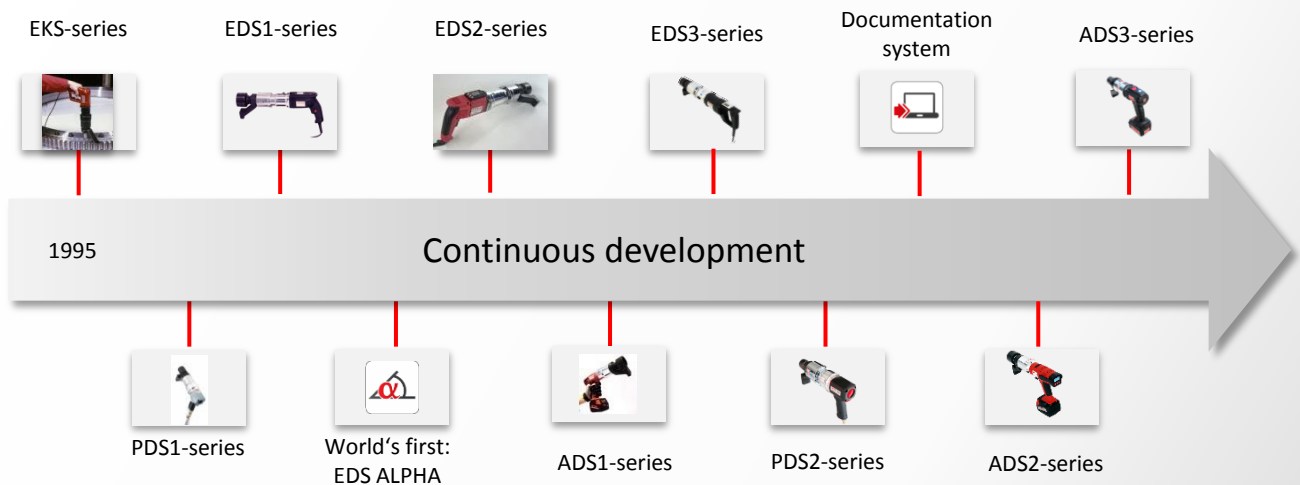 EKS-series
EDS1-series
EDS2-series
EDS3-series
Documentation
system
ADS3-series
1995
Continuous development
α
PDS1-series
World‘s first:
EDS ALPHA
ADS1-series
PDS2-series
ADS2-series